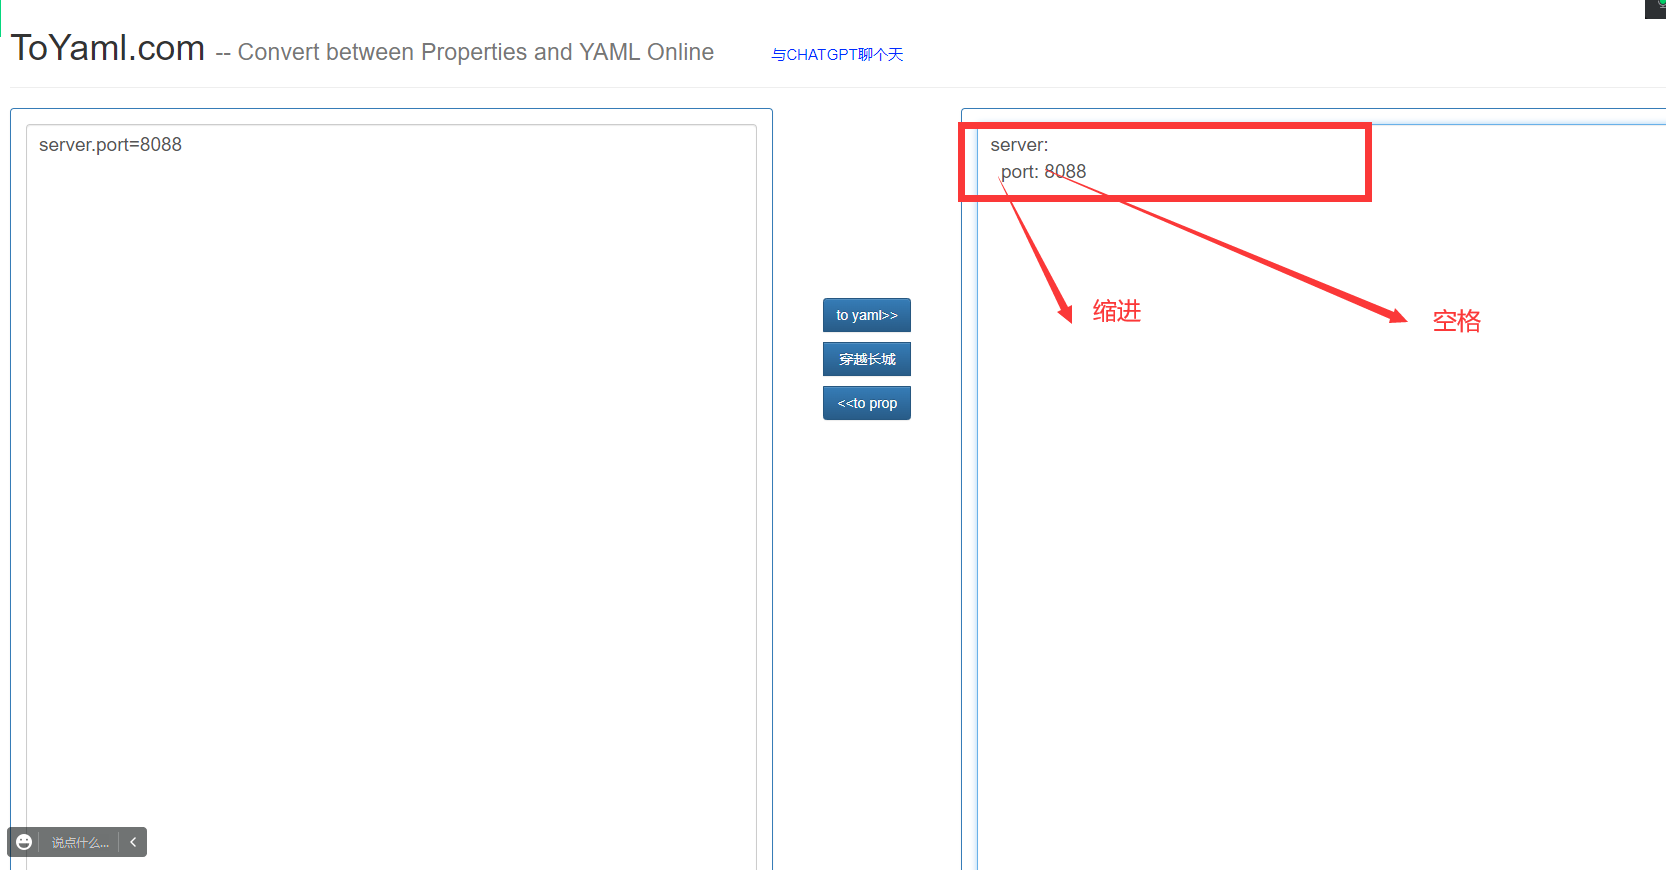 ToYaml.com -- Convert between Properties and YAML Online 与CHATGPT聊个天
server.port=8088
to yaml>>
穿越长城
<<to prop
server:
  port: 8088
缩进
空格
说点什么...